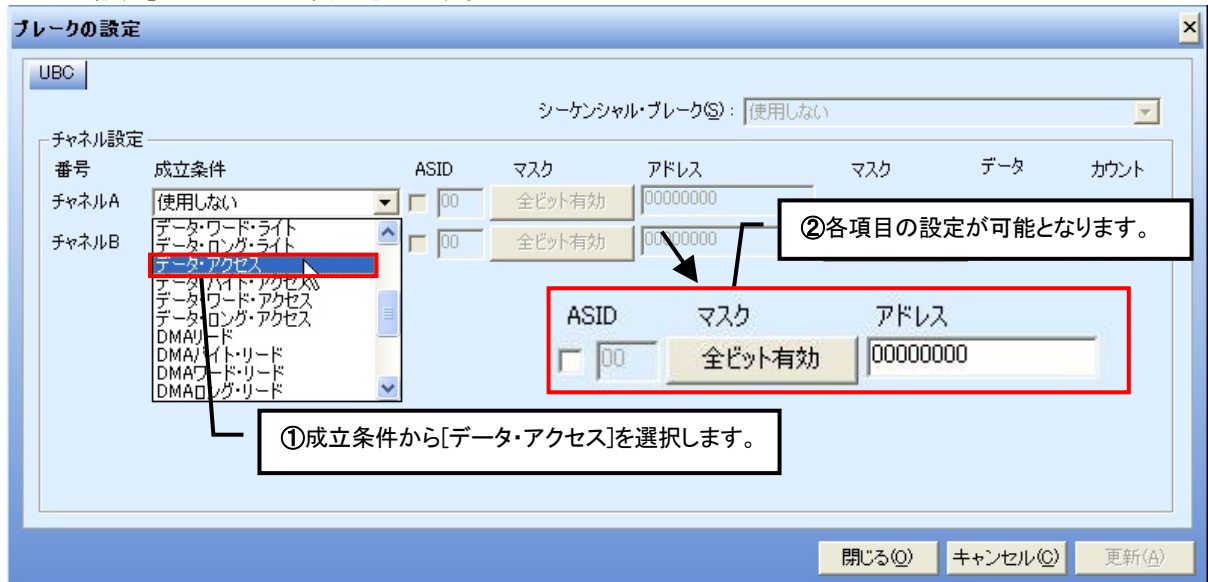 ブレークの設定
UBC
シーケンシャル・ブレーク(S): 使用しない
チャネル設定
番号 成立条件 ASID マスク アドレス マスク データ カウント
チャネルA 使用しない 00 全ビット有効 00000000
チャネルB 00 全ビット有効 00000000
データ・ワード・ライト
データ・ロング・ライト
データ・アクセス
データ・バイト・アクセス
データ・ワード・アクセス
データ・ロング・アクセス
DMAリード
DMAバイト・リード
DMAワード・リード
DMAロング・リード
②各項目の設定が可能となります。
ASID マスク アドレス
00 全ビット有効 00000000
①成立条件から[データ・アクセス]を選択します。
閉じる(O) キャンセル(C) 更新(A)